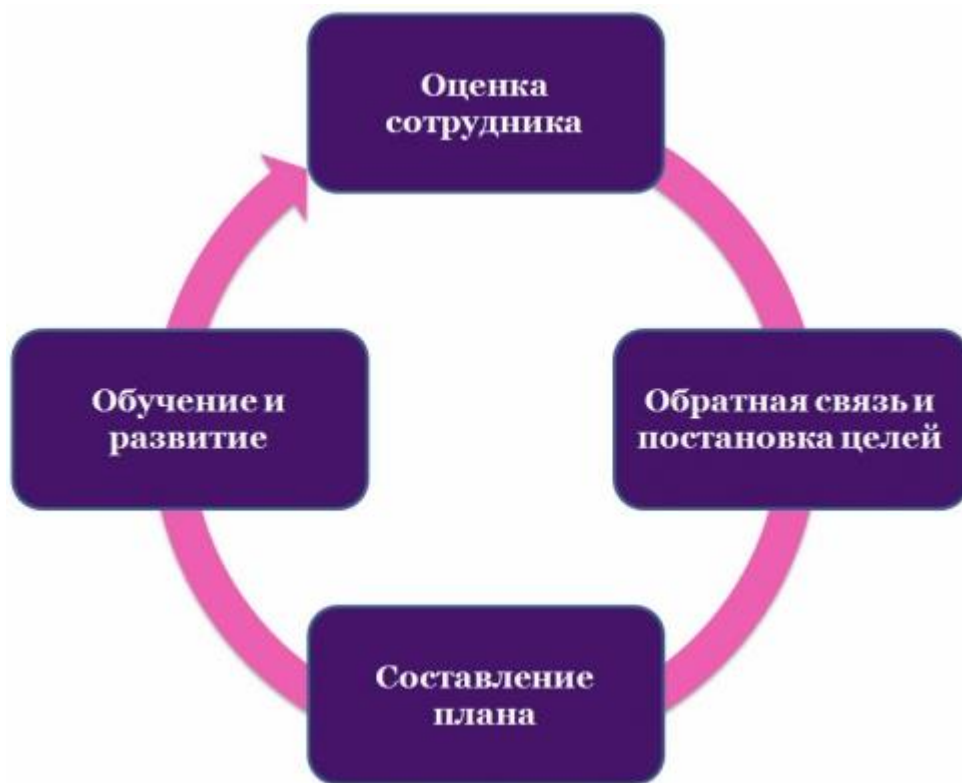 Оценка
сотрудника
Обратная связь и
постановка целей
Составление
плана
Обучение и
развитие